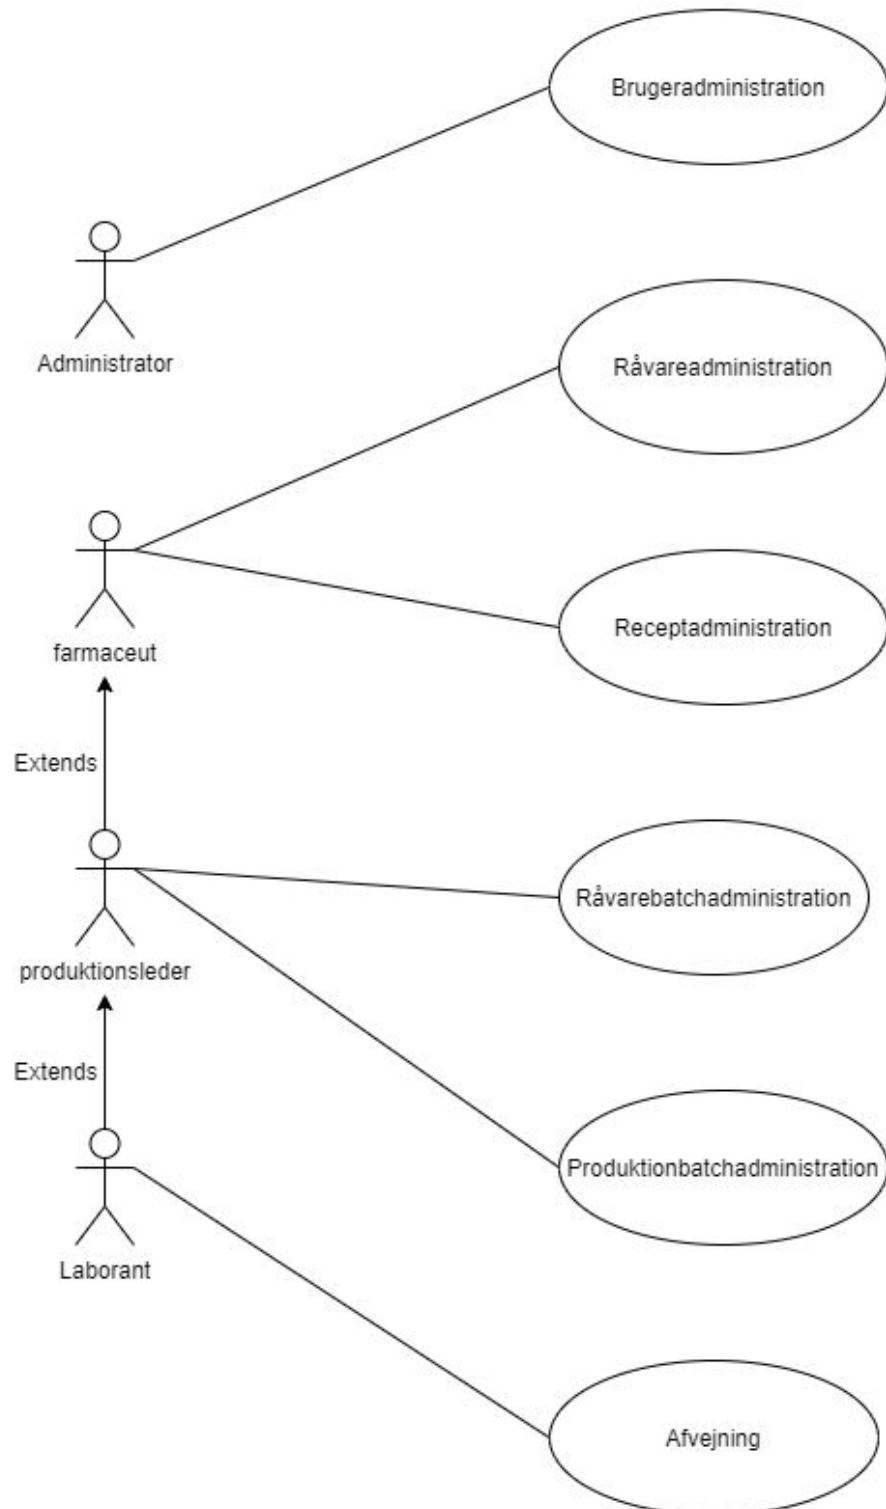 Brugeradministration
Administrator
Råvareadministration
farmaceut
Receptadministration
Extends
Råvarebatchadministration
produktionsleder
Extends
Produktionbatchadministration
Laborant
Afvejning